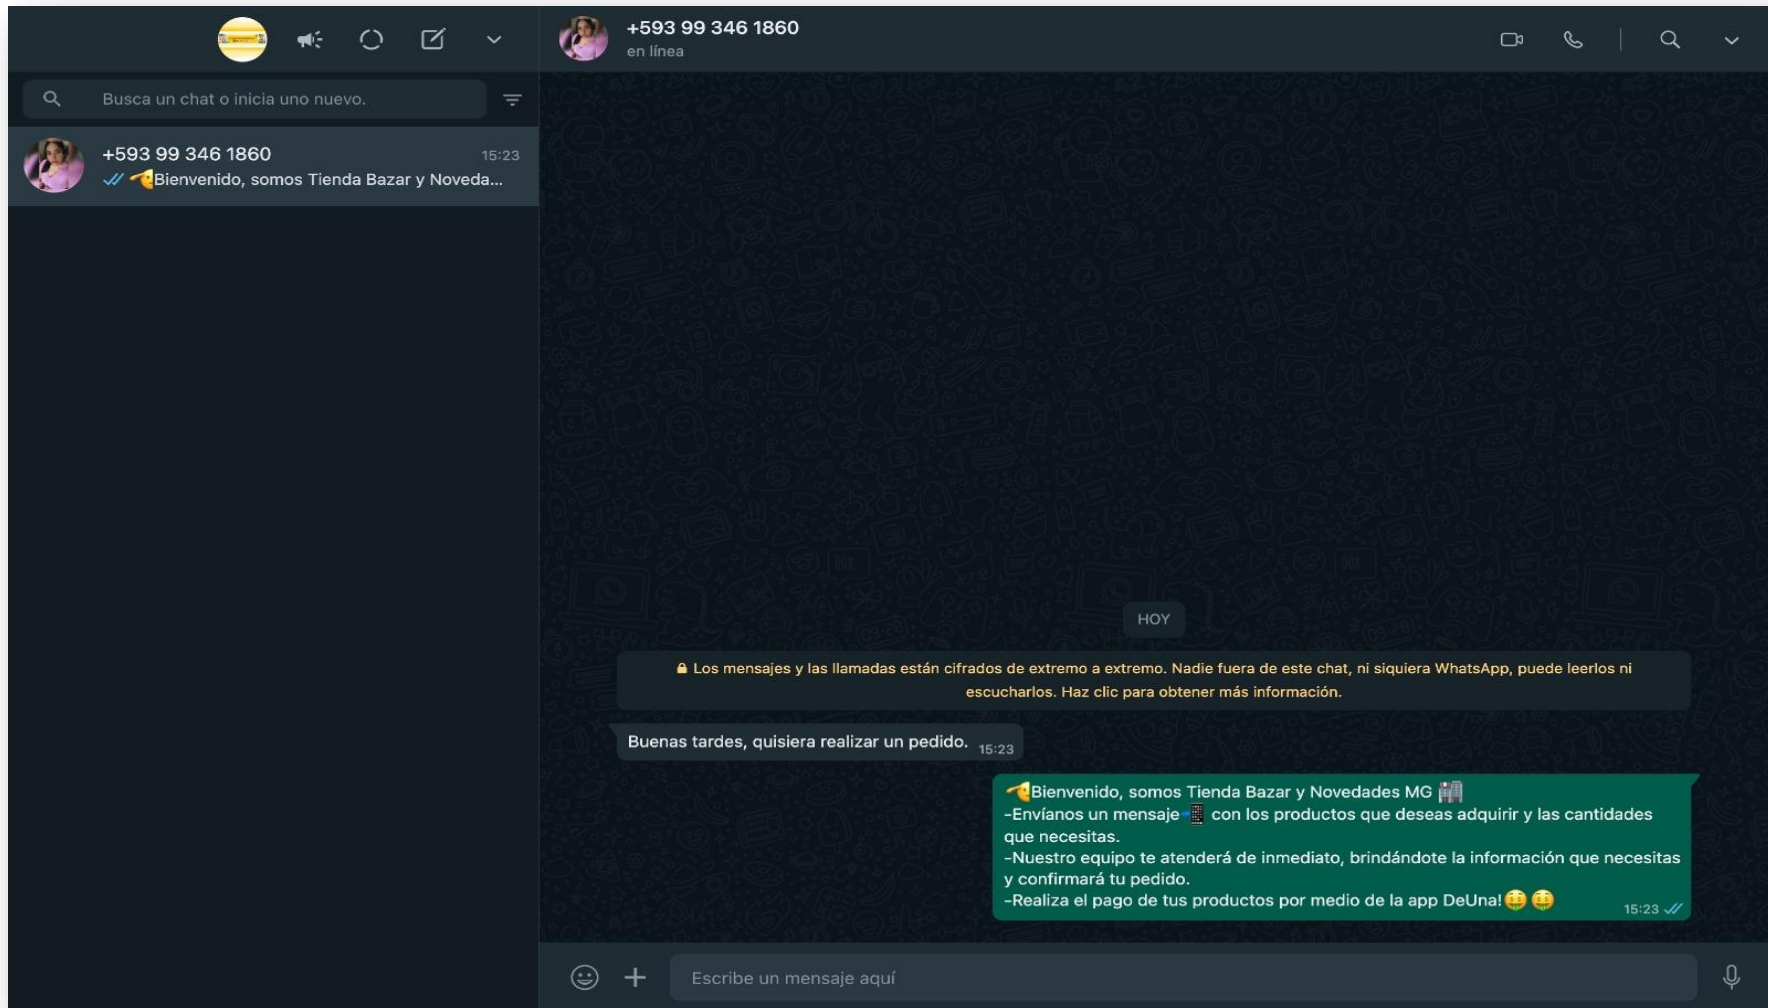 +593 99 346 1860
en línea
Busca un chat o inicia uno nuevo.
+593 99 346 1860
15:23
🫡Bienvenido, somos Tienda Bazar y Noveda...
HOY
Los mensajes y las llamadas están cifrados de extremo a extremo. Nadie fuera de este chat, ni siquiera WhatsApp, puede leerlos ni
escucharlos. Haz clic para obtener más información.
Buenas tardes, quisiera realizar un pedido. 15:23
🫡Bienvenido, somos Tienda Bazar y Novedades MG 🏬
-Envíanos un mensaje📲 con los productos que deseas adquirir y las cantidades
que necesitas.
-Nuestro equipo te atenderá de inmediato, brindándote la información que necesitas
y confirmará tu pedido.
-Realiza el pago de tus productos por medio de la app DeUna!🤑 🤑
15:23
Escribe un mensaje aquí